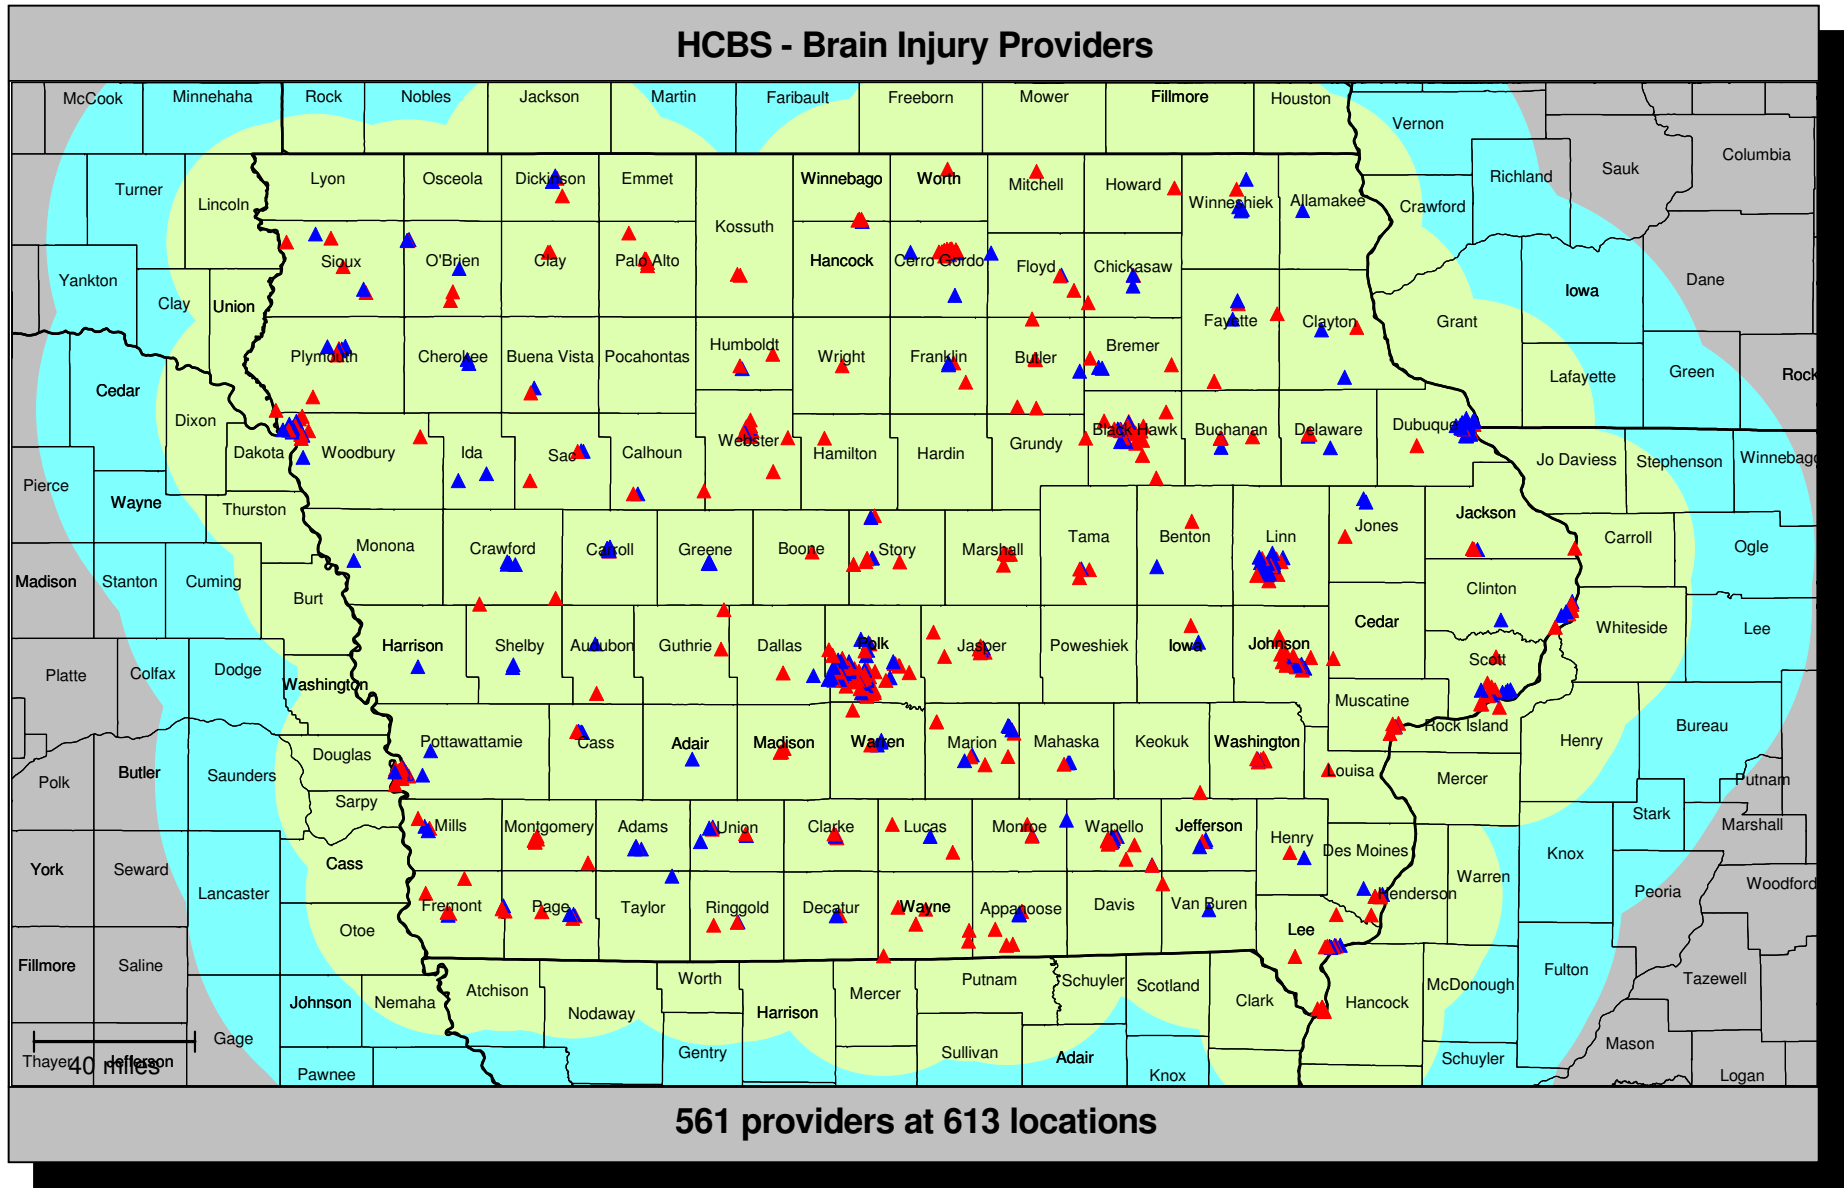 HCBS - Brain Injury Providers
McCook
Minnehaha
Rock
Nobles
Jackson
Martin
Faribault
Freeborn
Mower
Fillmore
Houston
Vernon
Richland
Sauk
Columbia
Turner
Lincoln
Lyon
Osceola
Dickinson
Emmet
Kossuth
Winnebago
Worth
Mitchell
Howard
Winneshiek
Allamakee
Crawford
Yankton
Clay
Union
Sioux
O'Brien
Clay
Palo Alto
Hancock
Cerro Gordo
Floyd
Chickasaw
Fayette
Clayton
Grant
Iowa
Dane
Cedar
Dixon
Plymouth
Cherokee
Buena Vista
Pocahontas
Humboldt
Wright
Franklin
Butler
Bremer
Lafayette
Green
Rock
Pierce
Wayne
Dakota
Thurston
Woodbury
Ida
Sac
Calhoun
Webster
Hamilton
Hardin
Grundy
Black Hawk
Buchanan
Delaware
Dubuque
Jo Daviess
Stephenson
Winnebago
Madison
Stanton
Cuming
Burt
Monona
Crawford
Carroll
Greene
Boone
Story
Marshall
Tama
Benton
Linn
Jones
Jackson
Carroll
Ogle
Clinton
Whiteside
Lee
Platte
Colfax
Dodge
Washington
Harrison
Shelby
Audubon
Guthrie
Dallas
Polk
Jasper
Poweshiek
Iowa
Johnson
Cedar
Scott
Muscatine
Rock Island
Henry
Bureau
Putnam
Polk
Butler
Saunders
Douglas
Sarpy
Pottawattamie
Cass
Adair
Madison
Warren
Marion
Mahaska
Keokuk
Washington
Louisa
Mercer
Stark
Marshall
York
Seward
Lancaster
Cass
Otoe
Mills
Montgomery
Adams
Union
Clarke
Lucas
Monroe
Wapello
Jefferson
Henry
Des Moines
Henderson
Warren
Knox
Peoria
Woodford
Fremont
Page
Taylor
Ringgold
Decatur
Wayne
Appanoose
Davis
Van Buren
Lee
Fillmore
Saline
Johnson
Nemaha
Atchison
Nodaway
Worth
Harrison
Mercer
Putnam
Schuyler
Scotland
Clark
Hancock
McDonough
Fulton
Tazewell
Thayer
Jefferson
Gage
Pawnee
Gentry
Sullivan
Adair
Knox
Schuyler
Mason
Logan
40 miles
561 providers at 613 locations